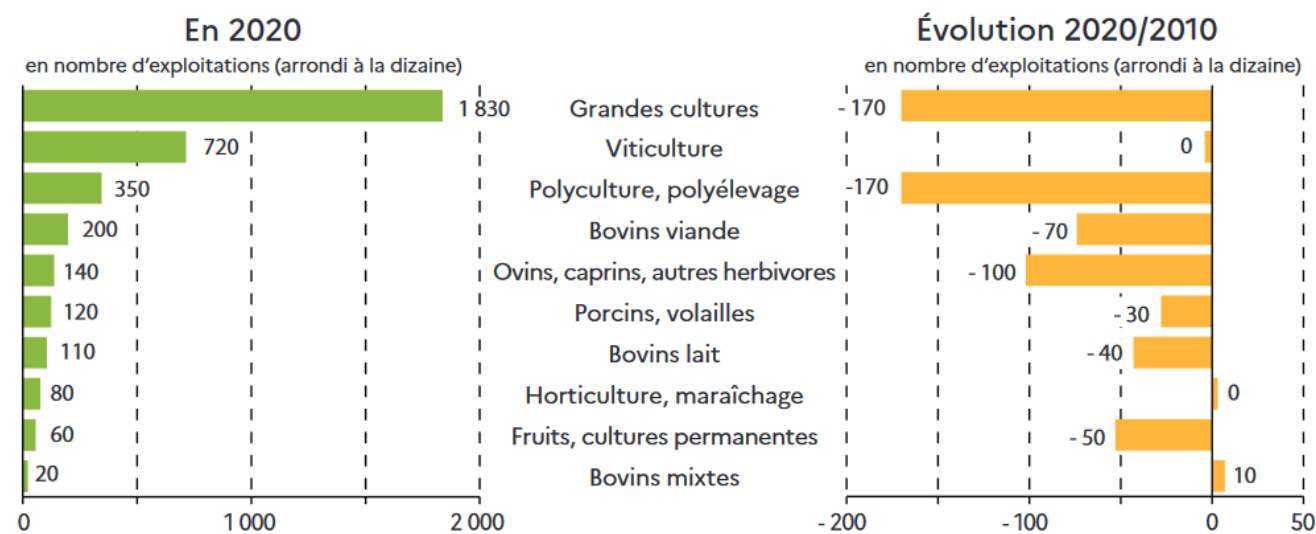 En 2020
en nombre d'exploitations (arrondi à la dizaine)
Évolution 2020/2010
en nombre d'exploitations (arrondi à la dizaine)
1 830 Grandes cultures - 170
720 Viticulture 0
350 Polyculture, polyélevage -170
200 Bovins viande - 70
140 Ovins, caprins, autres herbivores - 100
120 Porcins, volailles - 30
110 Bovins lait - 40
80 Horticulture, maraîchage 0
60 Fruits, cultures permanentes - 50
20 Bovins mixtes 10
0 1 000 2 000
- 200 - 100 0 50